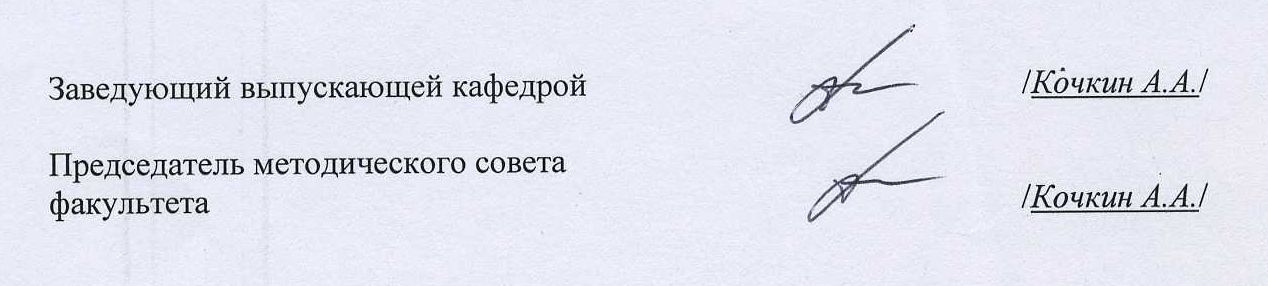 Заведующий выпускающей кафедрой /Кочкин А.А./
Председатель методического совета
факультета /Кочкин А.А./